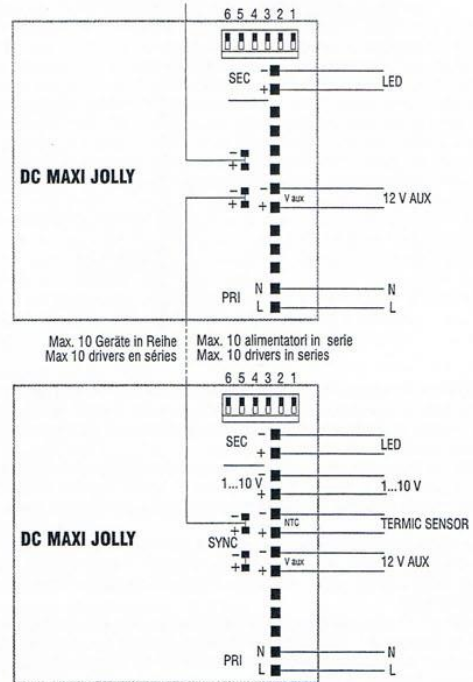 6 5 4 3 2 1
SEC - LED
+
- +
DC MAXI JOLLY
- + - V aux 12 V AUX
+
PRI N N
L L
Max. 10 Geräte in Reihe Max. 10 alimentatori in serie
Max 10 drivers en séries Max. 10 drivers in series
6 5 4 3 2 1
SEC - LED
+
1...10 V - 1...10 V
+
- + - NTC TERMIC SENSOR
SYNC +
DC MAXI JOLLY
- + - V aux 12 V AUX
+
PRI N N
L L